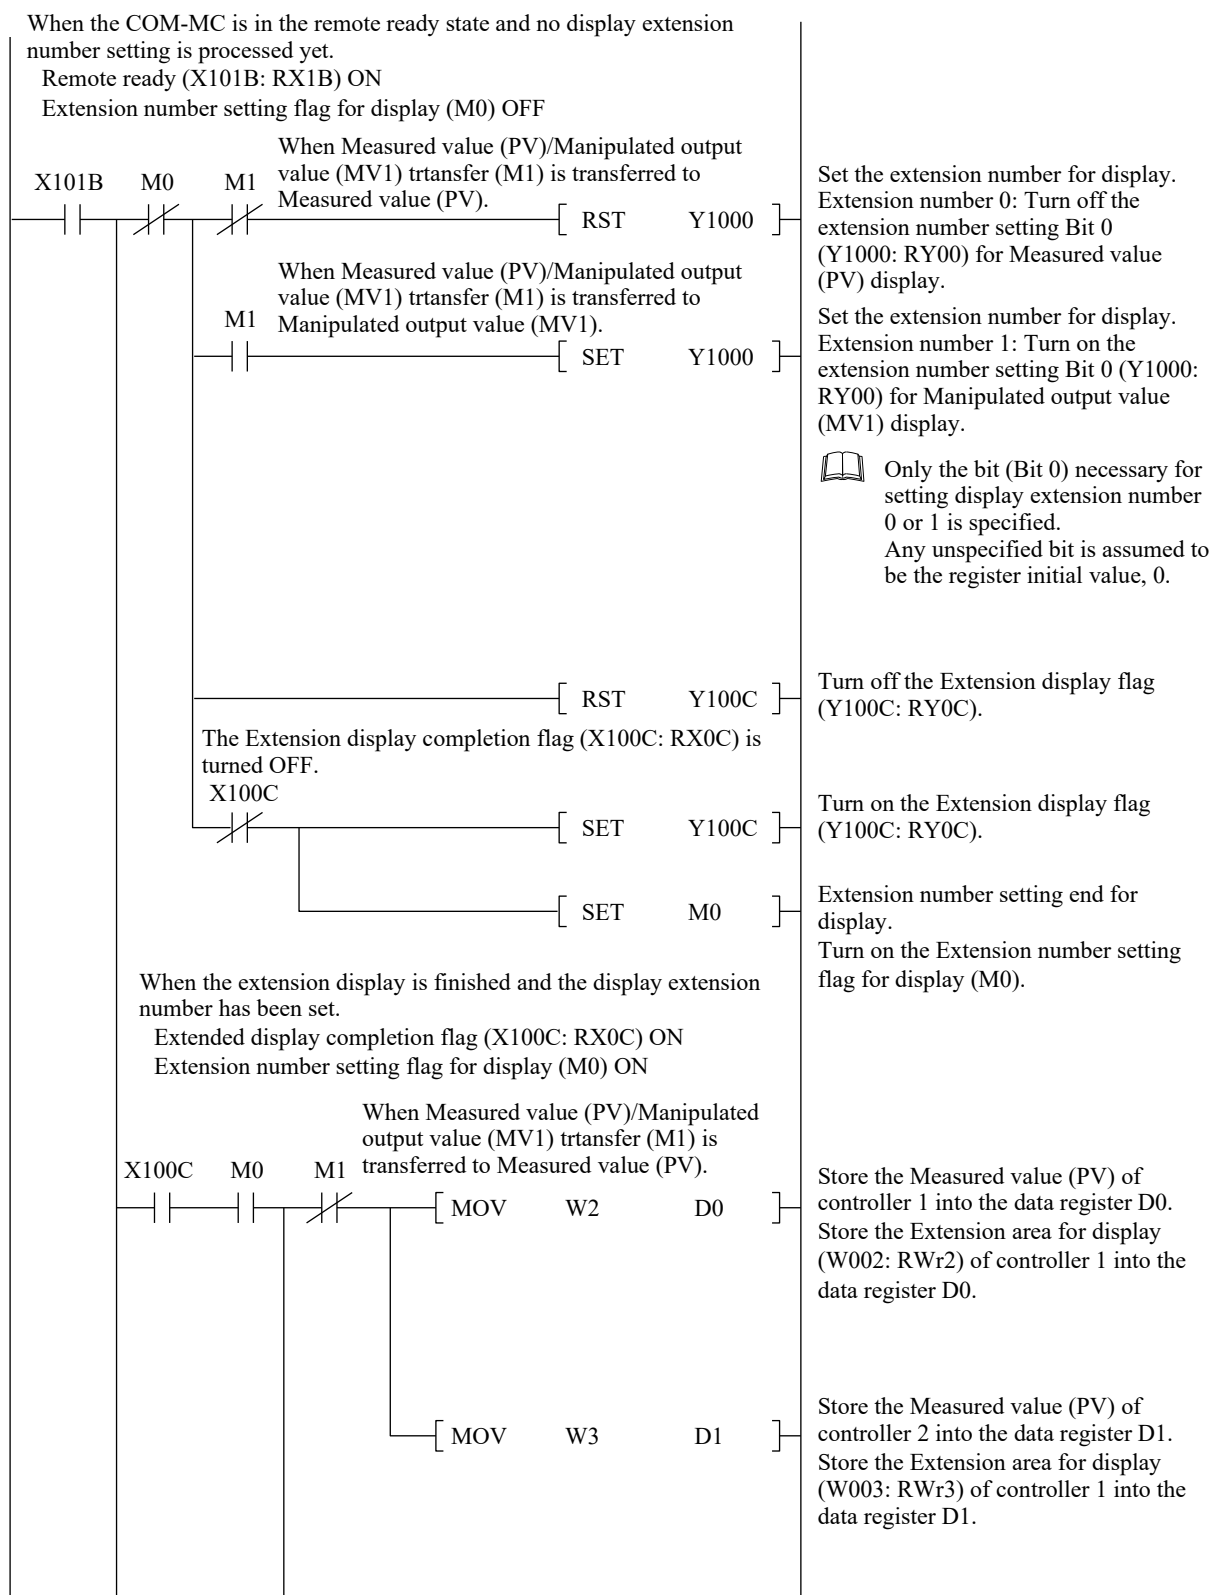 When the COM-MC is in the remote ready state and no display extension
number setting is processed yet.
Remote ready (X101B: RX1B) ON
Extension number setting flag for display (M0) OFF
When Measured value (PV)/Manipulated output
value (MV1) trtansfer (M1) is transferred to
Measured value (PV).
X101B M0 M1
RST Y1000
Set the extension number for display.
Extension number 0: Turn off the
extension number setting Bit 0
(Y1000: RY00) for Measured value
(PV) display.
When Measured value (PV)/Manipulated output
value (MV1) trtansfer (M1) is transferred to
Manipulated output value (MV1).
M1
SET Y1000
Set the extension number for display.
Extension number 1: Turn on the
extension number setting Bit 0 (Y1000:
RY00) for Manipulated output value
(MV1) display.
Only the bit (Bit 0) necessary for
setting display extension number
0 or 1 is specified.
Any unspecified bit is assumed to
be the register initial value, 0.
RST Y100C
Turn off the Extension display flag
(Y100C: RY0C).
The Extension display completion flag (X100C: RX0C) is
turned OFF.
X100C
SET Y100C
Turn on the Extension display flag
(Y100C: RY0C).
SET M0
Extension number setting end for
display.
Turn on the Extension number setting
flag for display (M0).
When the extension display is finished and the display extension
number has been set.
Extended display completion flag (X100C: RX0C) ON
Extension number setting flag for display (M0) ON
When Measured value (PV)/Manipulated
output value (MV1) trtansfer (M1) is
transferred to Measured value (PV).
X100C M0 M1
MOV W2 D0
Store the Measured value (PV) of
controller 1 into the data register D0.
Store the Extension area for display
(W002: RWr2) of controller 1 into the
data register D0.
MOV W3 D1
Store the Measured value (PV) of
controller 2 into the data register D1.
Store the Extension area for display
(W003: RWr3) of controller 1 into the
data register D1.